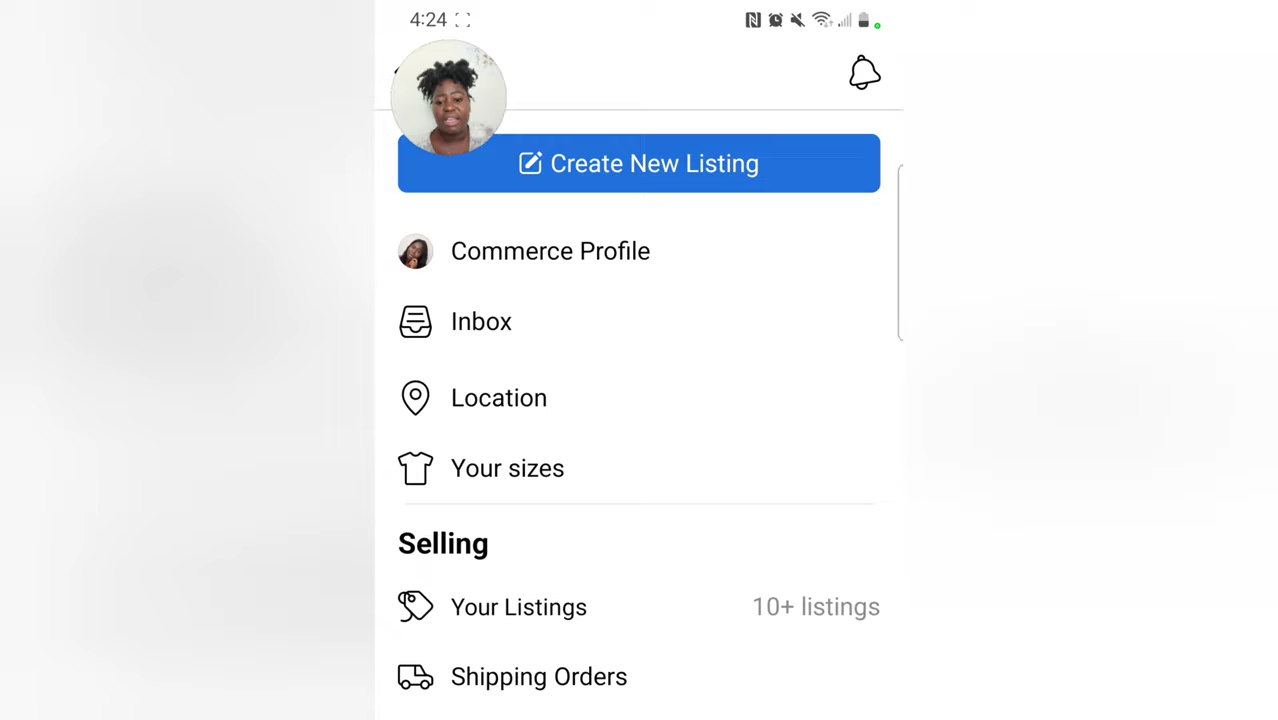 4:24
Create New Listing
Commerce Profile
Inbox
Location
Your sizes
Selling
Your Listings 10+ listings
Shipping Orders